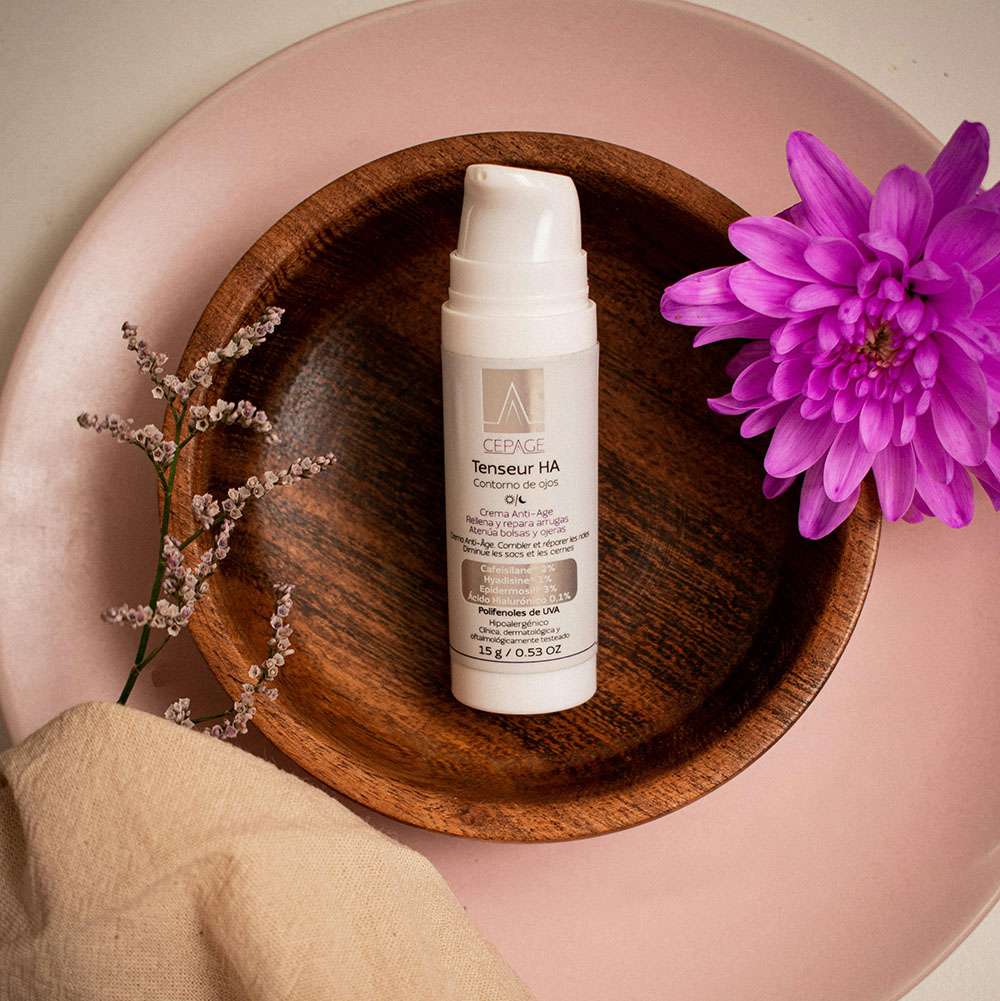 CEPAGE
Tenseur HA
Contorno de ojos
Crema Anti-Age
Rellena y repara arrugas
Atenúa bolsas y ojeras
Crema Anti-Âge. Combler et réparer les rides
Diminue les sacs et les cernes
Cafeisilane® 2%
Hyadisine® 1%
Epidermosil® 3%
Ácido Hialurónico 0.1%
Polifenoles de UVA
Hipoalergénico
Clínica, dermatológica y
oftalmológicamente testeado
15 g / 0.53 OZ